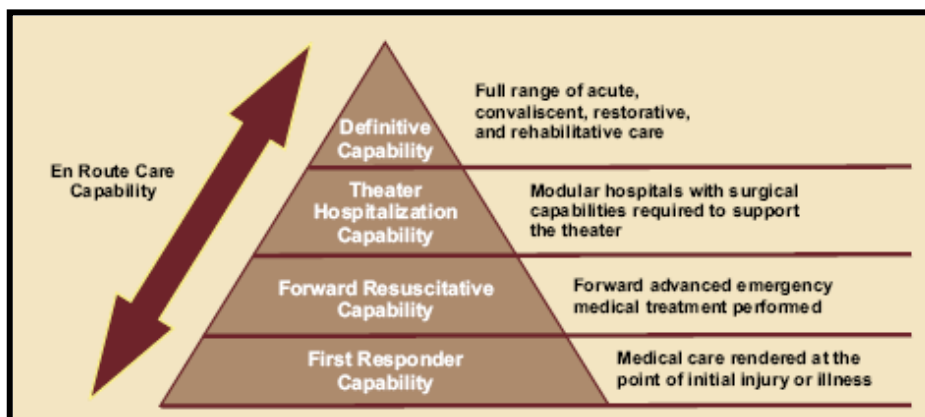 Full range of acute,
convaliscent, restorative,
and rehabilitative care
Definitive
Capability
En Route Care
Capability
Theater
Hospitalization
Capability
Modular hospitals with surgical
capabilities required to support
the theater
Forward Resuscitative
Capability
Forward advanced emergency
medical treatment performed
First Responder
Capability
Medical care rendered at the
point of initial injury or illness